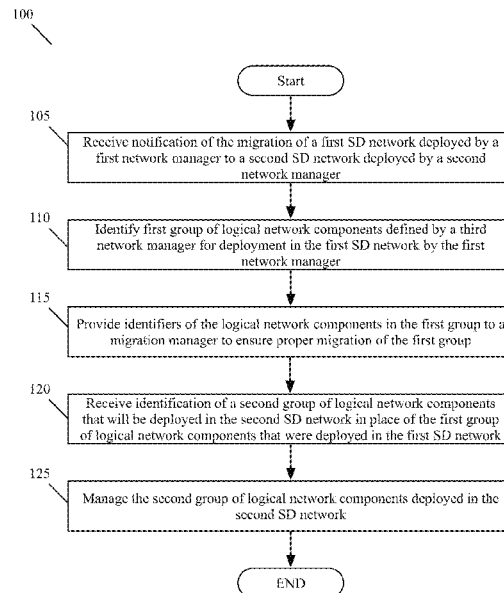 100
Start
105
Receive notification of the migration of a first SD network deployed by a
first network manager to a second SD network deployed by a second
network manager
110
Identify first group of logical network components defined by a third
network manager for deployment in the first SD network by the first
network manager
115
Provide identifiers of the logical network components in the first group to a
migration manager to ensure proper migration of the first group
120
Receive identification of a second group of logical network components
that will be deployed in the second SD network in place of the first group
of logical network components that were deployed in the first SD network
125
Manage the second group of logical network components deployed in the
second SD network
END